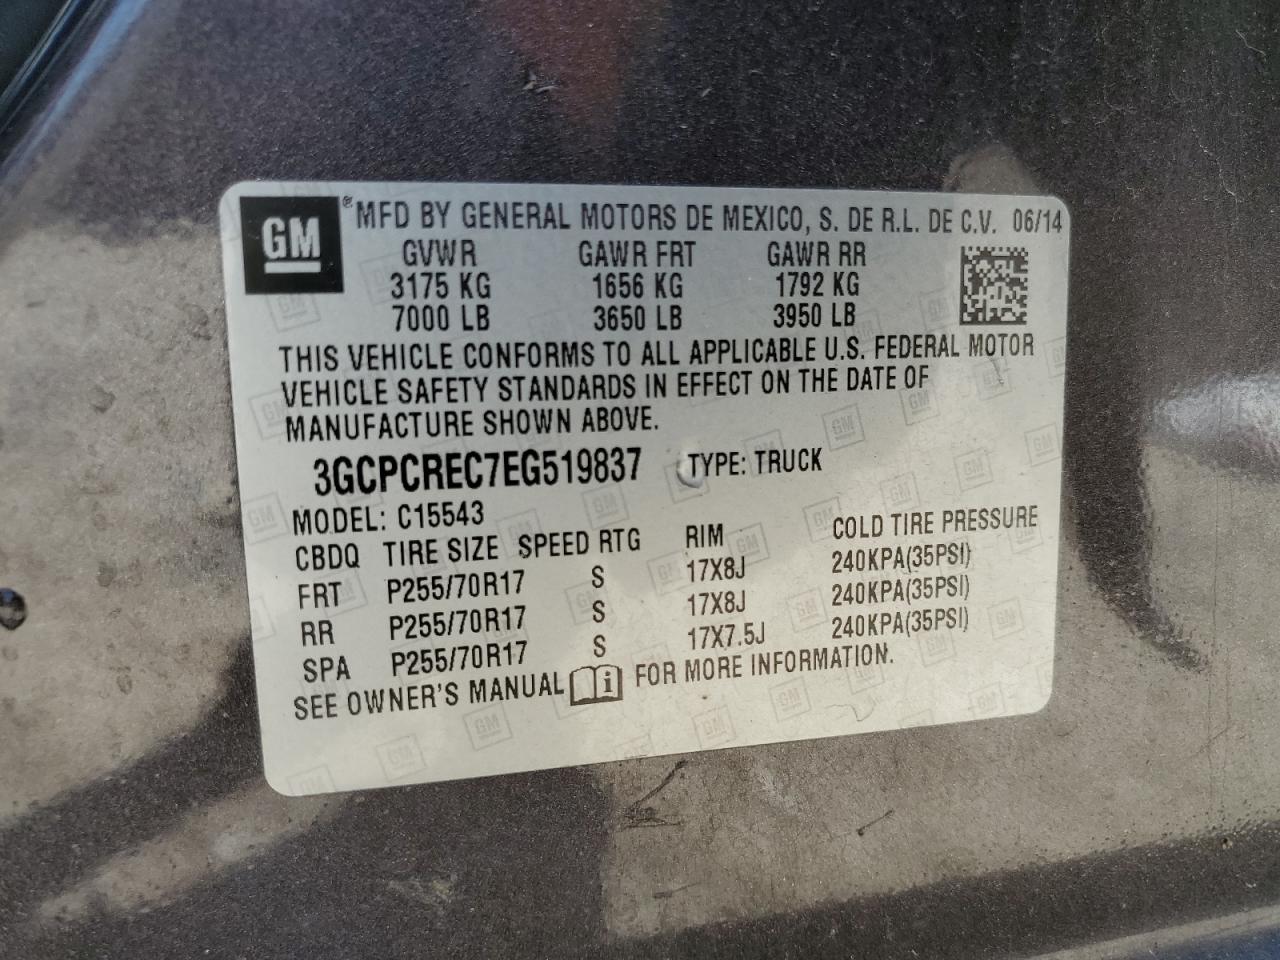 GM ® MFD BY GENERAL MOTORS DE MEXICO, S. DE R.L. DE C.V. 06/14
GVWR GAWR FRT GAWR RR
3175 KG 1656 KG 1792 KG
7000 LB 3650 LB 3950 LB
THIS VEHICLE CONFORMS TO ALL APPLICABLE U.S. FEDERAL MOTOR
VEHICLE SAFETY STANDARDS IN EFFECT ON THE DATE OF
MANUFACTURE SHOWN ABOVE.
3GCPCREC7EG519837 TYPE: TRUCK
MODEL: C15543
CBDQ TIRE SIZE SPEED RTG RIM COLD TIRE PRESSURE
FRT P255/70R17 S 17X8J 240KPA(35PSI)
RR P255/70R17 S 17X8J 240KPA(35PSI)
SPA P255/70R17 S 17X7.5J 240KPA(35PSI)
SEE OWNER'S MANUAL i FOR MORE INFORMATION.